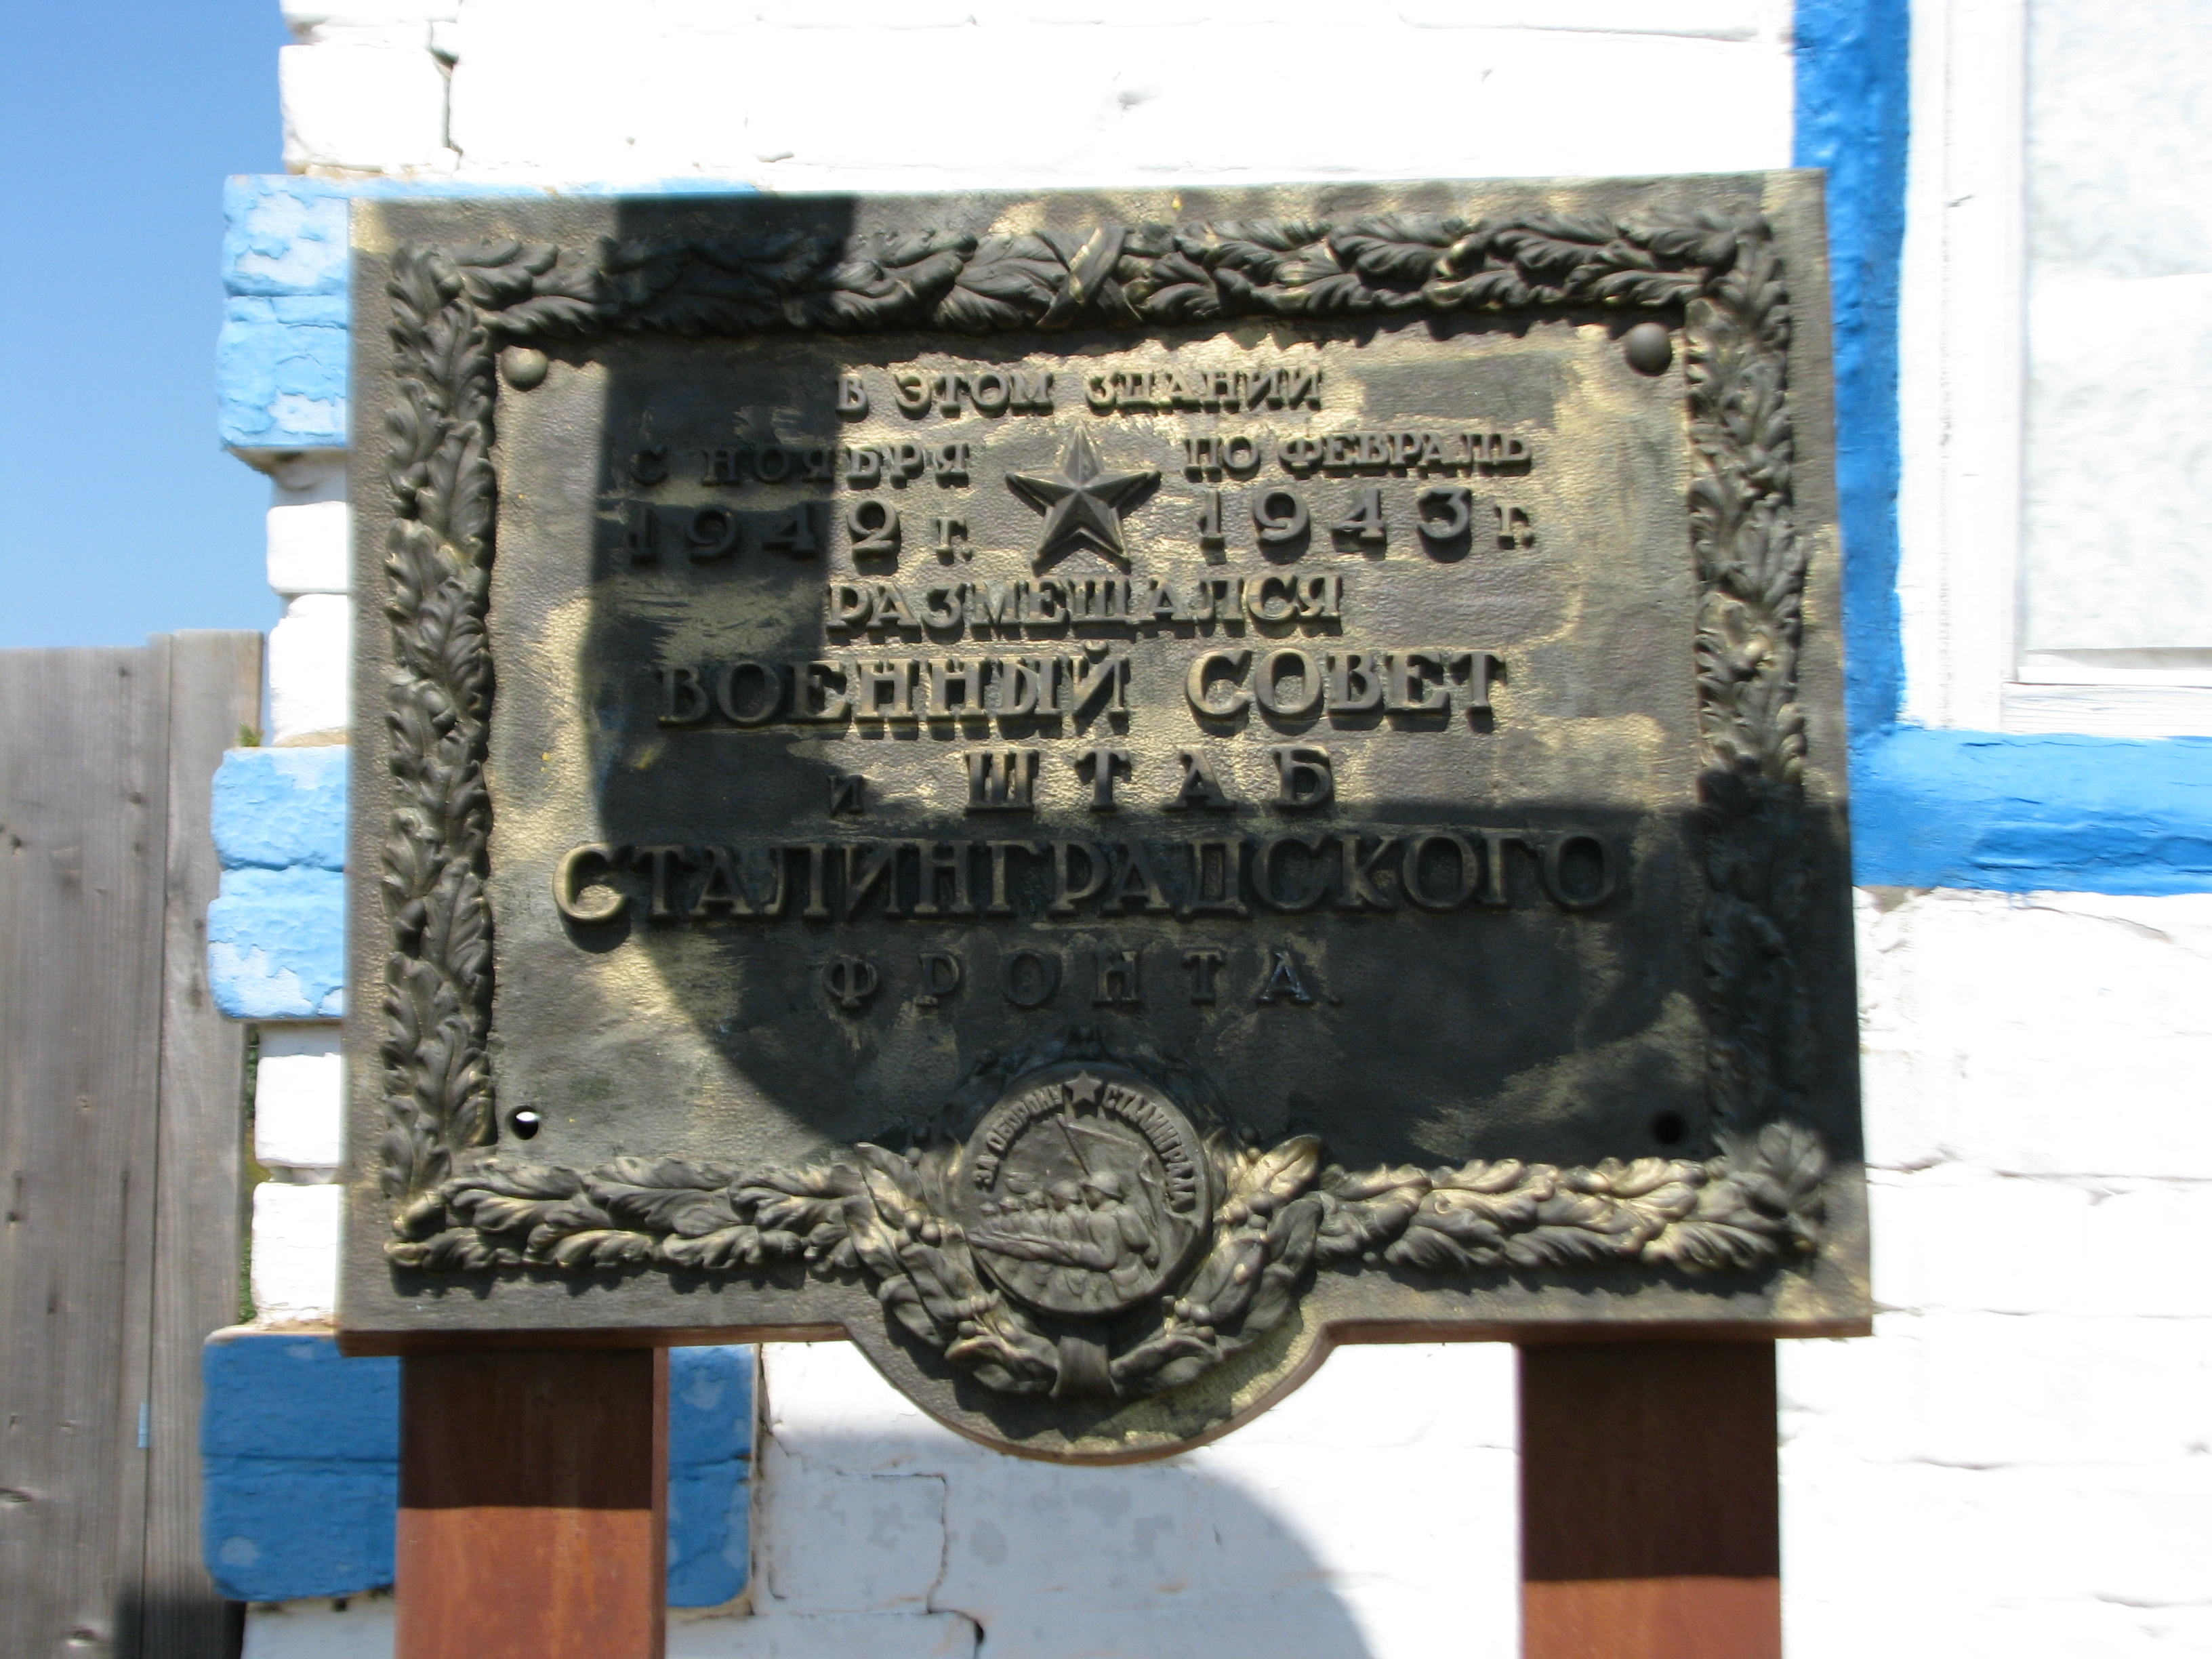 В ЭТОМ ЗДАНИИ
С НОЯБРЯ ПО ФЕВРАЛЬ
1942 г. 1943 г.
РАЗМЕЩАЛСЯ
ВОЕННЫЙ СОВЕТ
и ШТАБ
СТАЛИНГРАДСКОГО
ФРОНТА.
ЗА ОБОРОНУ СТАЛИНГРАДА